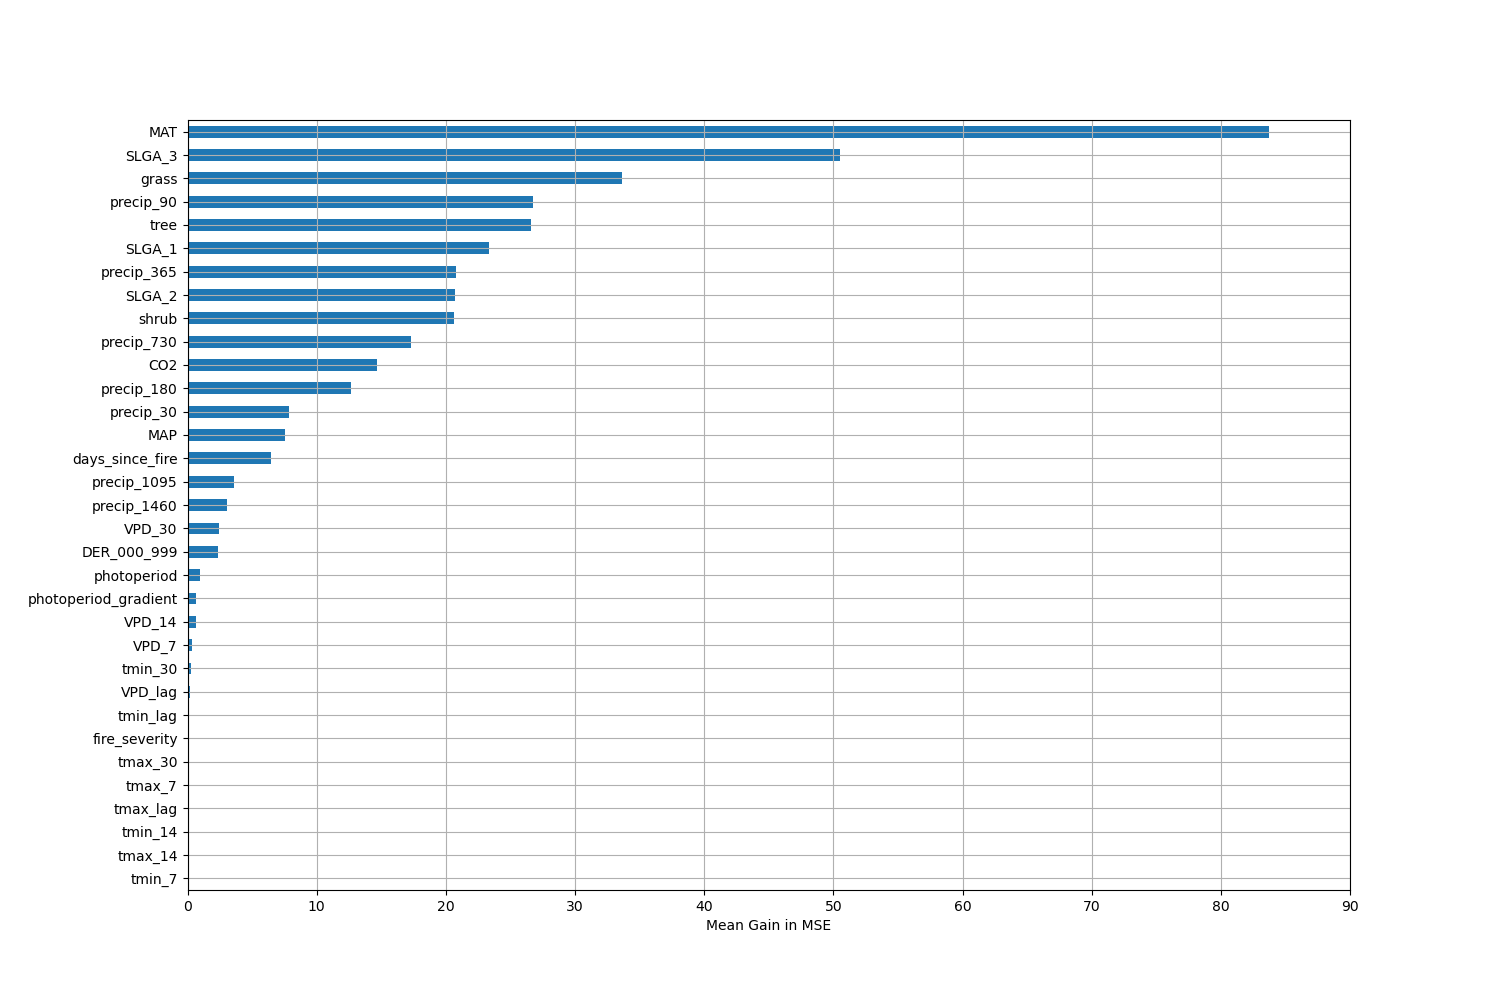 MAT
SLGA_3
grass
precip_90
tree
SLGA_1
precip_365
SLGA_2
shrub
precip_730
CO2
precip_180
precip_30
MAP
days_since_fire
precip_1095
precip_1460
VPD_30
DER_000_999
photoperiod
photoperiod_gradient
VPD_14
VPD_7
tmin_30
VPD_lag
tmin_lag
fire_severity
tmax_30
tmax_7
tmax_lag
tmin_14
tmax_14
tmin_7
0 10 20 30 40 50 60 70 80 90
Mean Gain in MSE